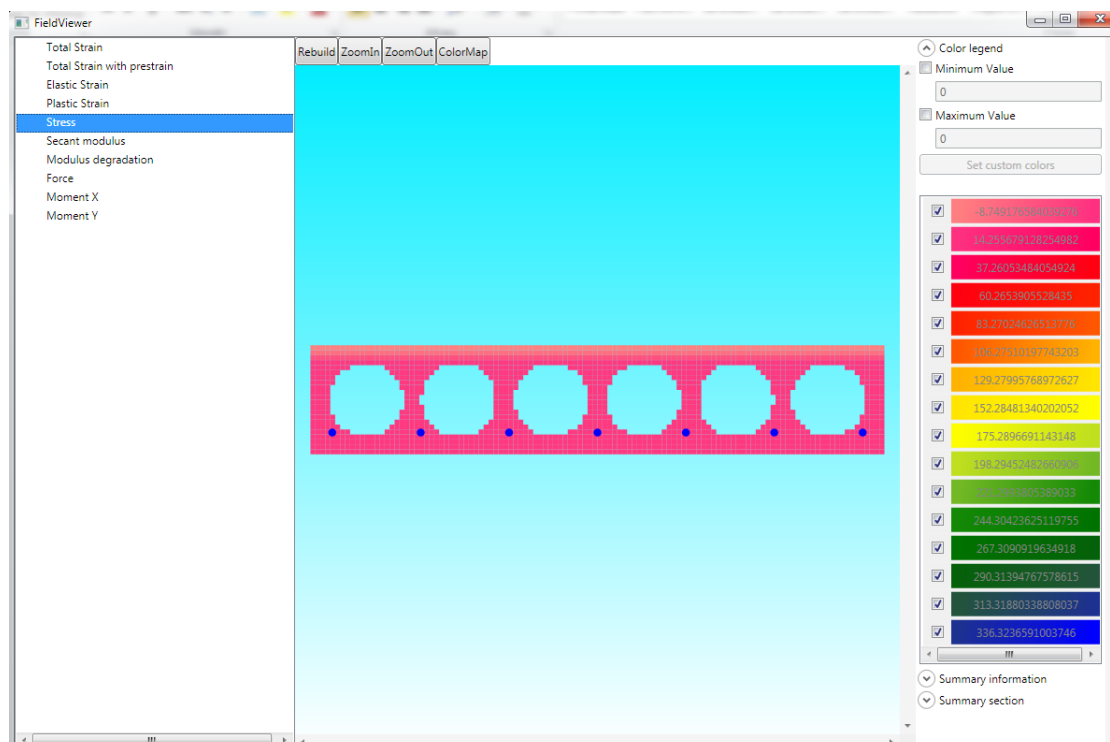 FieldViewer
Total Strain
Total Strain with prestrain
Elastic Strain
Plastic Strain
Stress
Secant modulus
Modulus degradation
Force
Moment X
Moment Y
Rebuild ZoomIn ZoomOut ColorMap
Color legend
Minimum Value
0
Maximum Value
0
Set custom colors
14.255679128254982
37.26053484054924
60.2653905528435
83.27024626513776
106.27510197743203
129.27995768972627
152.28481340202052
175.2896691143148
198.29452482660906
244.30423625119755
267.3090919634918
290.31394767578615
313.31880338808037
336.3236591003746
Summary information
Summary section